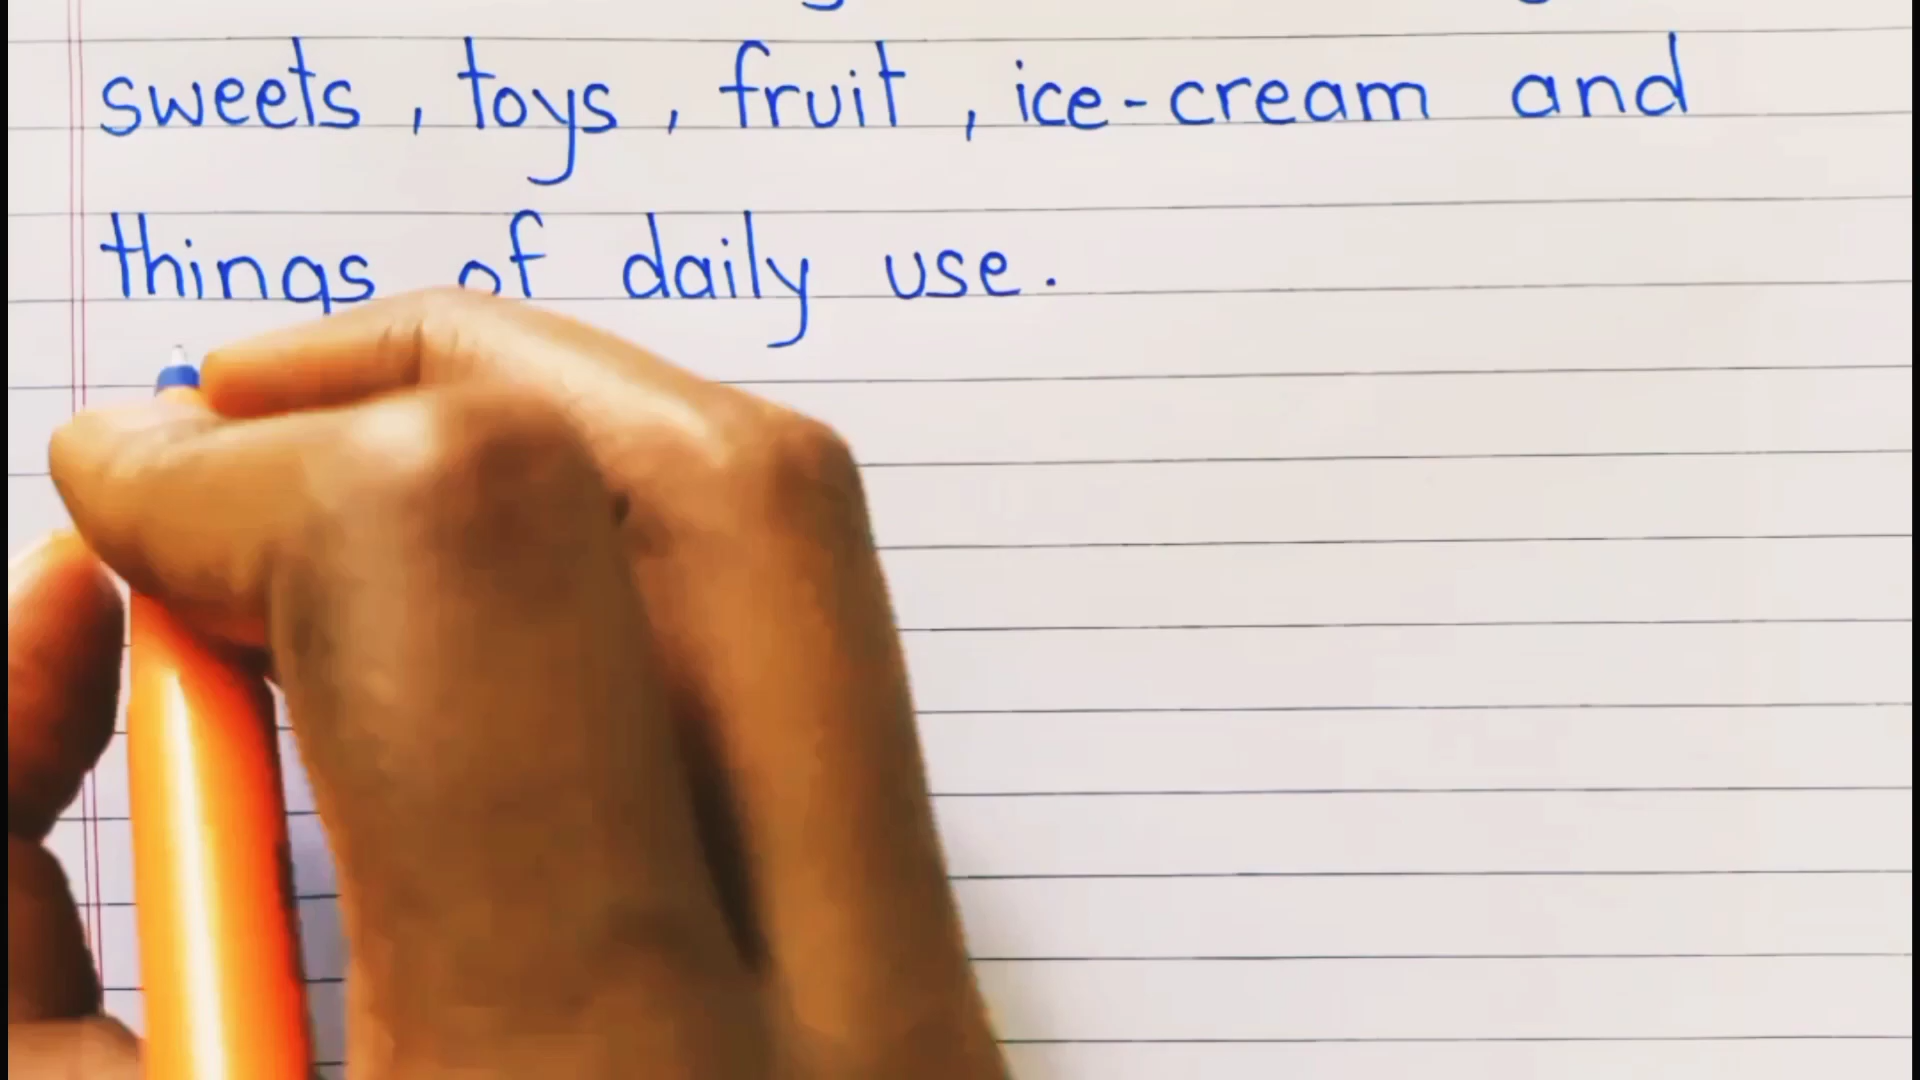 sweets, toys, fruit, ice-cream and
things of daily use.